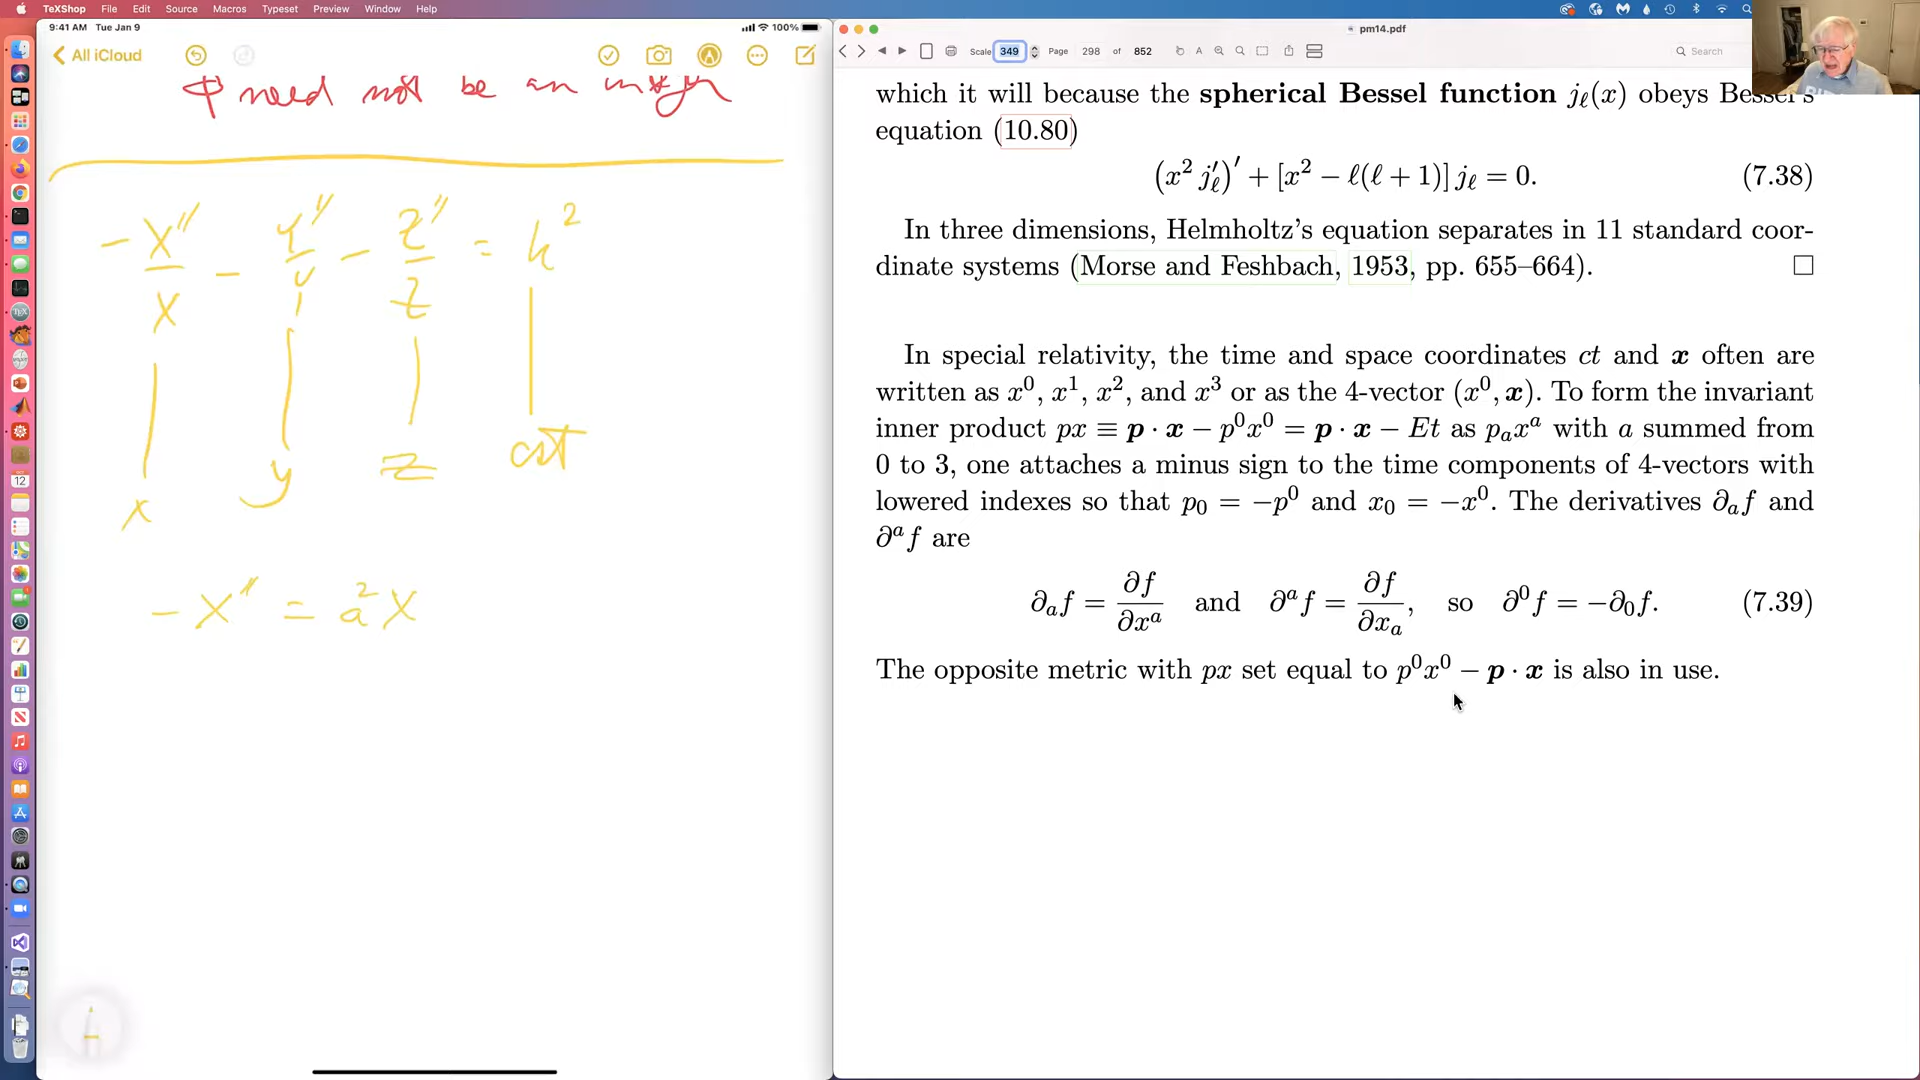 TeXShop File Edit Source Macros Typeset Preview Window Help
9:41 AM Tue Jan 9
100%
All iCloud
Φ need not be an integer
- X''/X - Y''/Y - Z''/Z = k²
x y z cst
- X'' = a² X
pm14.pdf
Scale 349 Page 298 of 852
Search
which it will because the spherical Bessel function jℓ(x) obeys Bessel's
equation (10.80)
(x² j′ℓ)′ + [x² − ℓ(ℓ + 1)] jℓ = 0. (7.38)
In three dimensions, Helmholtz's equation separates in 11 standard coor-
dinate systems (Morse and Feshbach, 1953, pp. 655–664). □
In special relativity, the time and space coordinates ct and x often are
written as x⁰, x¹, x², and x³ or as the 4-vector (x⁰, x). To form the invariant
inner product px ≡ p · x − p⁰x⁰ = p · x − Et as pₐxᵃ with a summed from
0 to 3, one attaches a minus sign to the time components of 4-vectors with
lowered indexes so that p₀ = −p⁰ and x₀ = −x⁰. The derivatives ∂ₐf and
∂ᵃf are
∂ₐf = ∂f/∂xᵃ and ∂ᵃf = ∂f/∂xₐ, so ∂⁰f = −∂₀f. (7.39)
The opposite metric with px set equal to p⁰x⁰ − p · x is also in use.